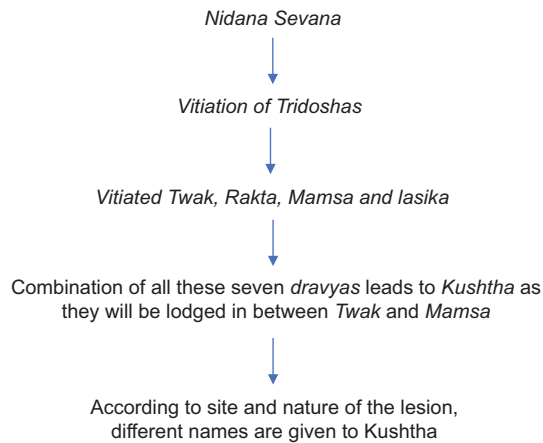 Nidana Sevana
Vitiation of Tridoshas
Vitiated Twak, Rakta, Mamsa and lasika
Combination of all these seven dravyas leads to Kushtha as
they will be lodged in between Twak and Mamsa
According to site and nature of the lesion,
different names are given to Kushtha